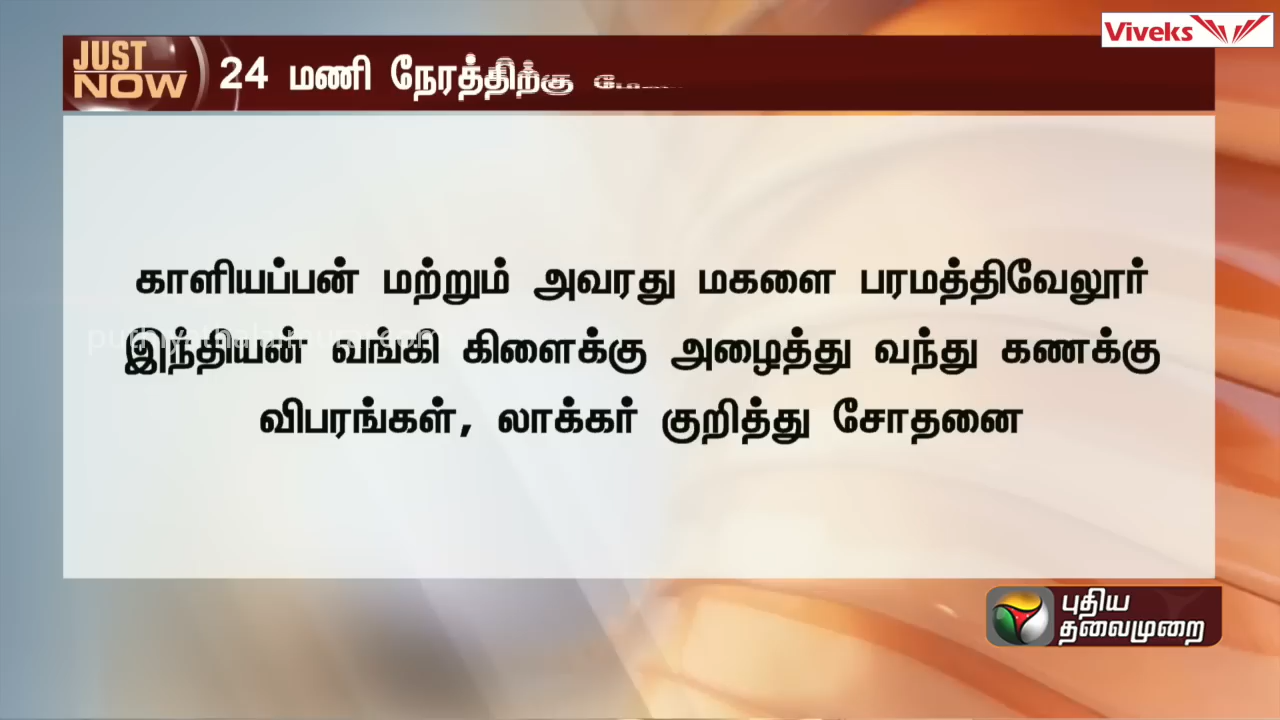 Viveks
JUST
NOW
24 மணி நேரத்திற்கு
காளியப்பன் மற்றும் அவரது மகளை பரமத்திவேலூர்
இந்தியன் வங்கி கிளைக்கு அழைத்து வந்து கணக்கு
விபரங்கள், லாக்கர் குறித்து சோதனை
புதிய
தலைமுறை